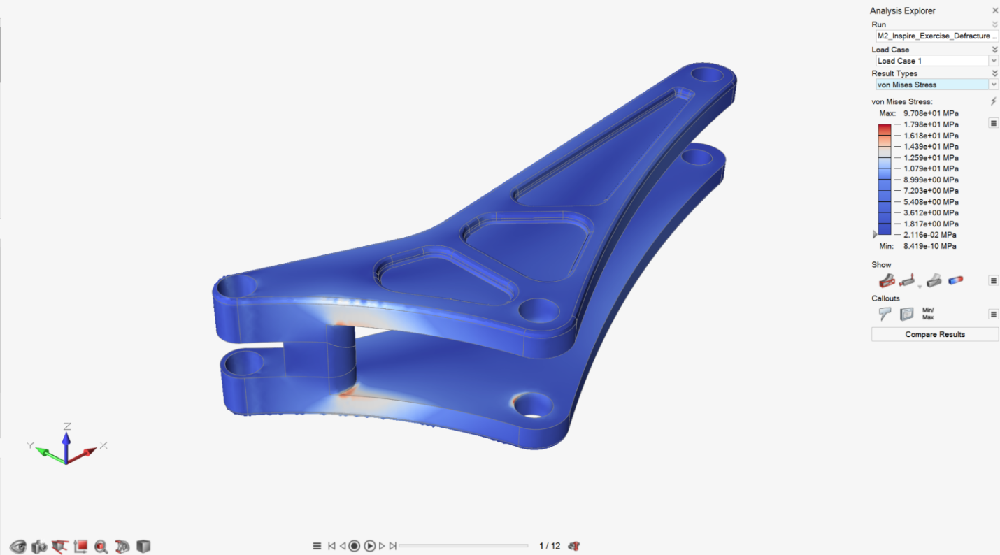 Analysis Explorer
Run
M2_Inspire_Exercise_Defracture ...
Load Case
Load Case 1
Result Types
von Mises Stress
von Mises Stress:
Max: 9.708e+01 MPa
1.798e+01 MPa
1.618e+01 MPa
1.439e+01 MPa
1.259e+01 MPa
1.079e+01 MPa
8.999e+00 MPa
7.203e+00 MPa
5.408e+00 MPa
3.612e+00 MPa
1.817e+00 MPa
2.116e-02 MPa
Min: 8.419e-10 MPa
Show
Callouts
Min/
Max
Compare Results
Z
Y
X
1 / 12